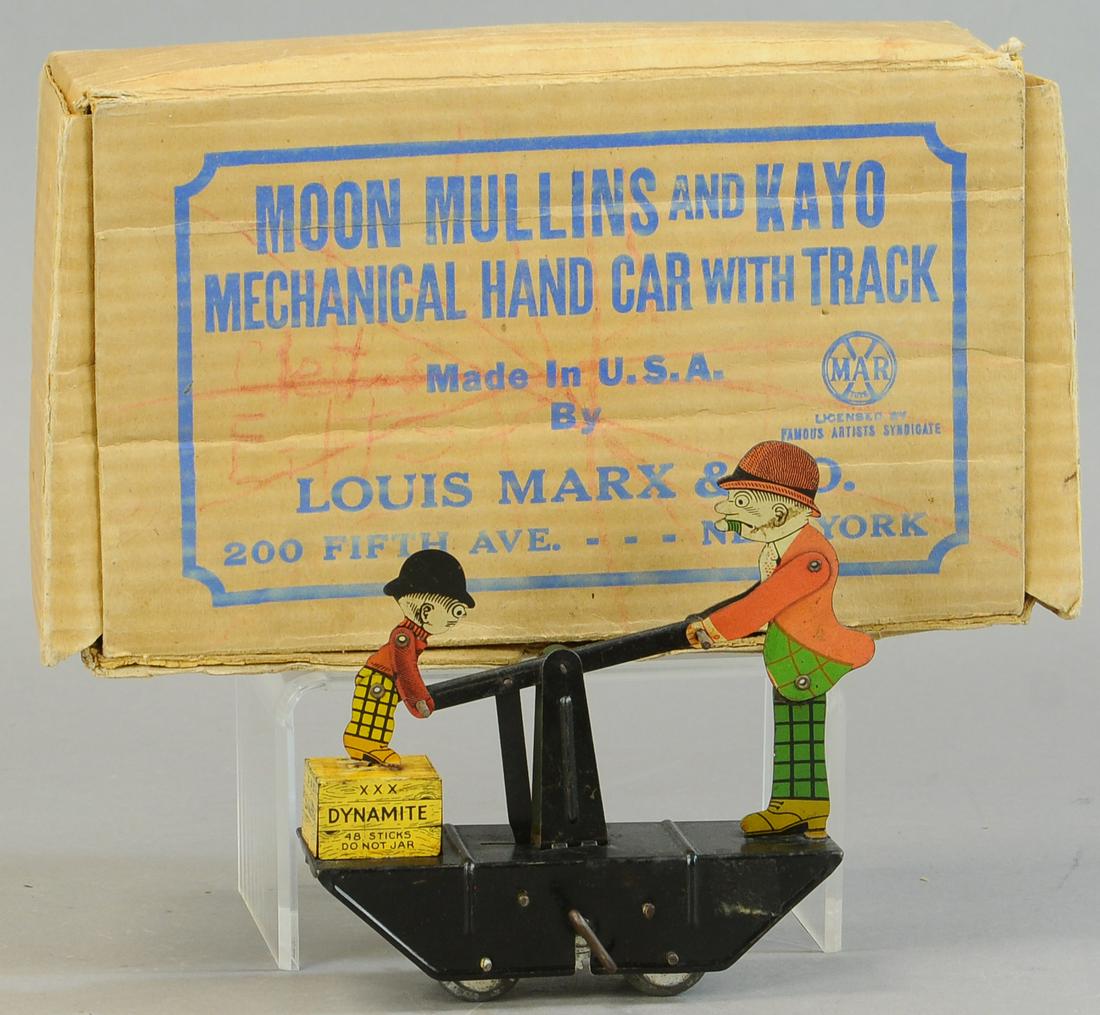 MOON MULLINS AND KAYO
MECHANICAL HAND CAR WITH TRACK
Made In U.S.A.
By
MAR
LICENSED BY
FAMOUS ARTISTS SYNDICATE
LOUIS MARX & O.
200 FIFTH AVE. - - - NE YORK
XXX
DYNAMITE
48 STICKS
DO NOT JAR